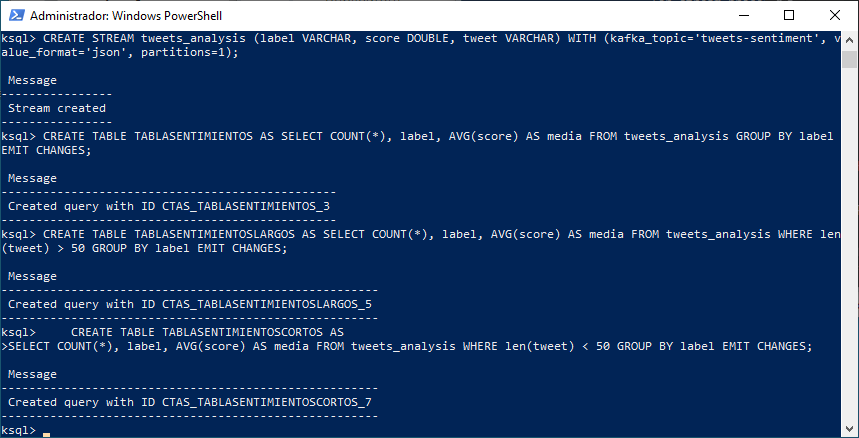 Administrador: Windows PowerShell
ksql> CREATE STREAM tweets_analysis (label VARCHAR, score DOUBLE, tweet VARCHAR) WITH (kafka_topic='tweets-sentiment', v
alue_format='json', partitions=1);
Message
----------------
Stream created
----------------
ksql> CREATE TABLE TABLASENTIMIENTOS AS SELECT COUNT(*), label, AVG(score) AS media FROM tweets_analysis GROUP BY label
EMIT CHANGES;
Message
------------------------------------------------
Created query with ID CTAS_TABLASENTIMIENTOS_3
------------------------------------------------
ksql> CREATE TABLE TABLASENTIMIENTOSLARGOS AS SELECT COUNT(*), label, AVG(score) AS media FROM tweets_analysis WHERE len
(tweet) > 50 GROUP BY label EMIT CHANGES;
Message
------------------------------------------------------
Created query with ID CTAS_TABLASENTIMIENTOSLARGOS_5
------------------------------------------------------
ksql>     CREATE TABLE TABLASENTIMIENTOSCORTOS AS
>SELECT COUNT(*), label, AVG(score) AS media FROM tweets_analysis WHERE len(tweet) < 50 GROUP BY label EMIT CHANGES;
Message
------------------------------------------------------
Created query with ID CTAS_TABLASENTIMIENTOSCORTOS_7
------------------------------------------------------
ksql>